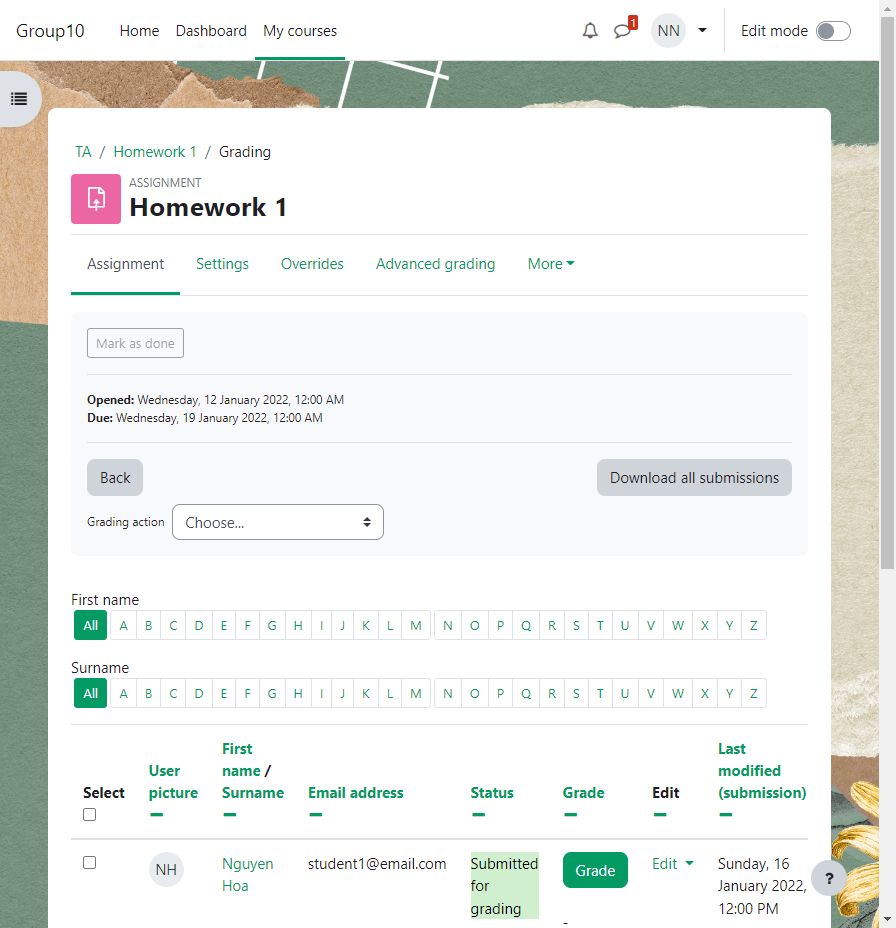 Group10 Home Dashboard My courses 1 NN Edit mode
TA / Homework 1 / Grading
ASSIGNMENT
Homework 1
Assignment Settings Overrides Advanced grading More
Mark as done
Opened: Wednesday, 12 January 2022, 12:00 AM
Due: Wednesday, 19 January 2022, 12:00 AM
Back Download all submissions
Grading action Choose...
First name
All A B C D E F G H I J K L M N O P Q R S T U V W X Y Z
Surname
All A B C D E F G H I J K L M N O P Q R S T U V W X Y Z
Select
User
picture
First
name /
Surname
Email address
Status
Grade
Edit
Last
modified
(submission)
NH
Nguyen
Hoa
student1@email.com
Submitted
for
grading
Grade
-
Edit
Sunday, 16
January 2022,
12:00 PM
?